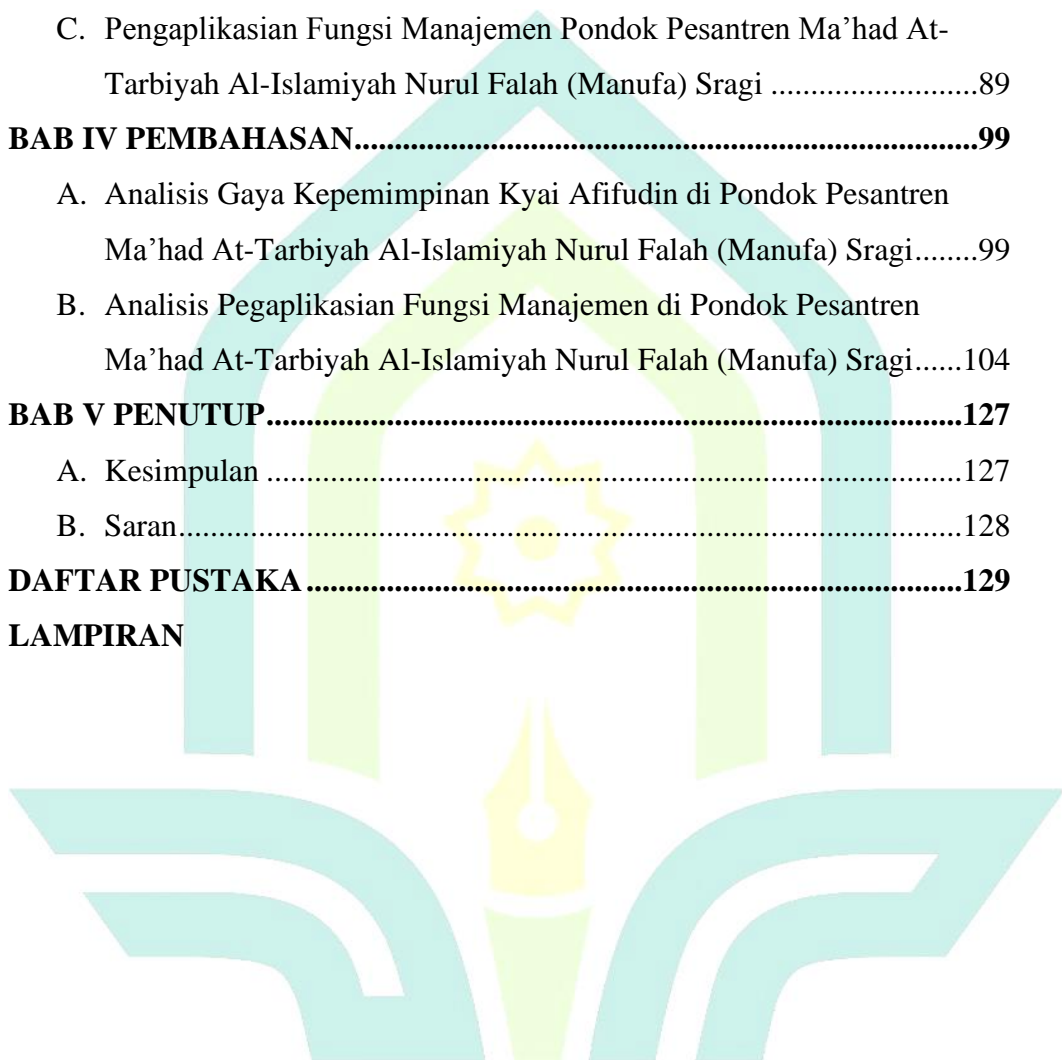 C. Pengaplikasian Fungsi Manajemen Pondok Pesantren Ma’had At-
Tarbiyah Al-Islamiyah Nurul Falah (Manufa) Sragi ..........................89
BAB IV PEMBAHASAN..............................................................................99
A. Analisis Gaya Kepemimpinan Kyai Afifudin di Pondok Pesantren
Ma’had At-Tarbiyah Al-Islamiyah Nurul Falah (Manufa) Sragi........99
B. Analisis Pegaplikasian Fungsi Manajemen di Pondok Pesantren
Ma’had At-Tarbiyah Al-Islamiyah Nurul Falah (Manufa) Sragi......104
BAB V PENUTUP.......................................................................................127
A. Kesimpulan .......................................................................................127
B. Saran..................................................................................................128
DAFTAR PUSTAKA ..................................................................................129
LAMPIRAN